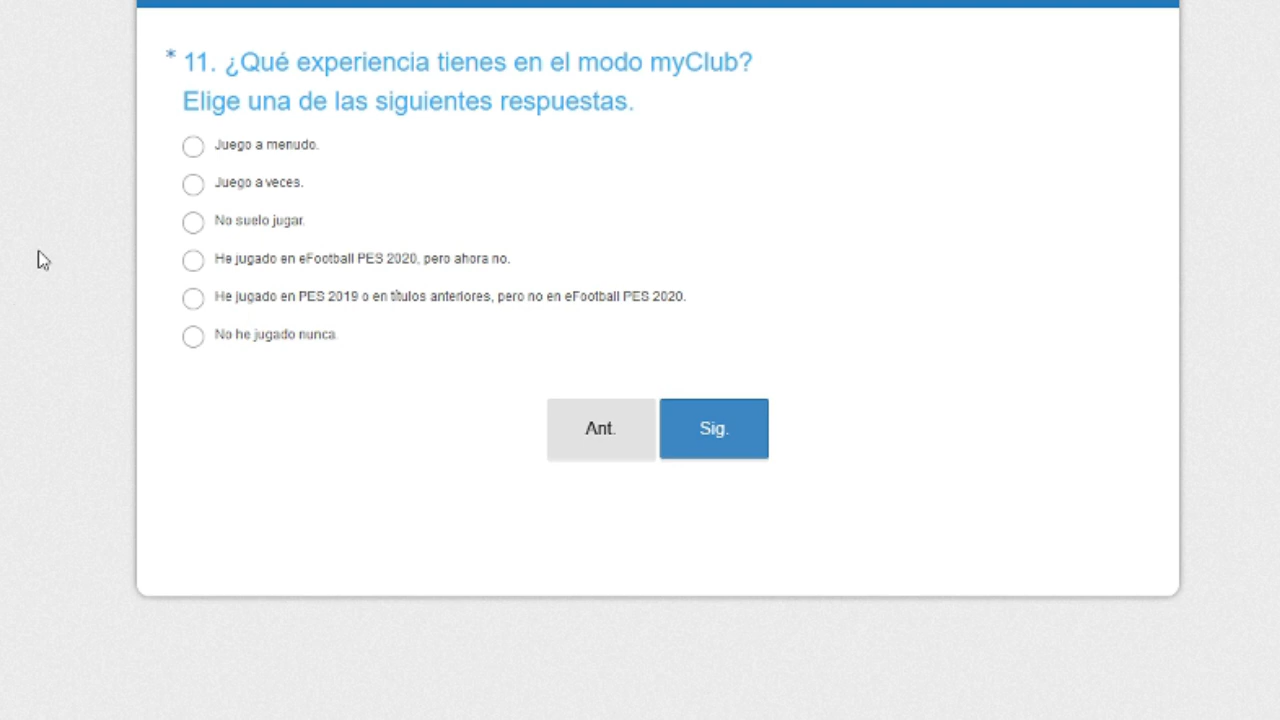 * 11. ¿Qué experiencia tienes en el modo myClub?
Elige una de las siguientes respuestas.
Juego a menudo.
Juego a veces.
No suelo jugar.
He jugado en eFootball PES 2020, pero ahora no.
He jugado en PES 2019 o en títulos anteriores, pero no en eFootball PES 2020.
No he jugado nunca.
Ant. Sig.